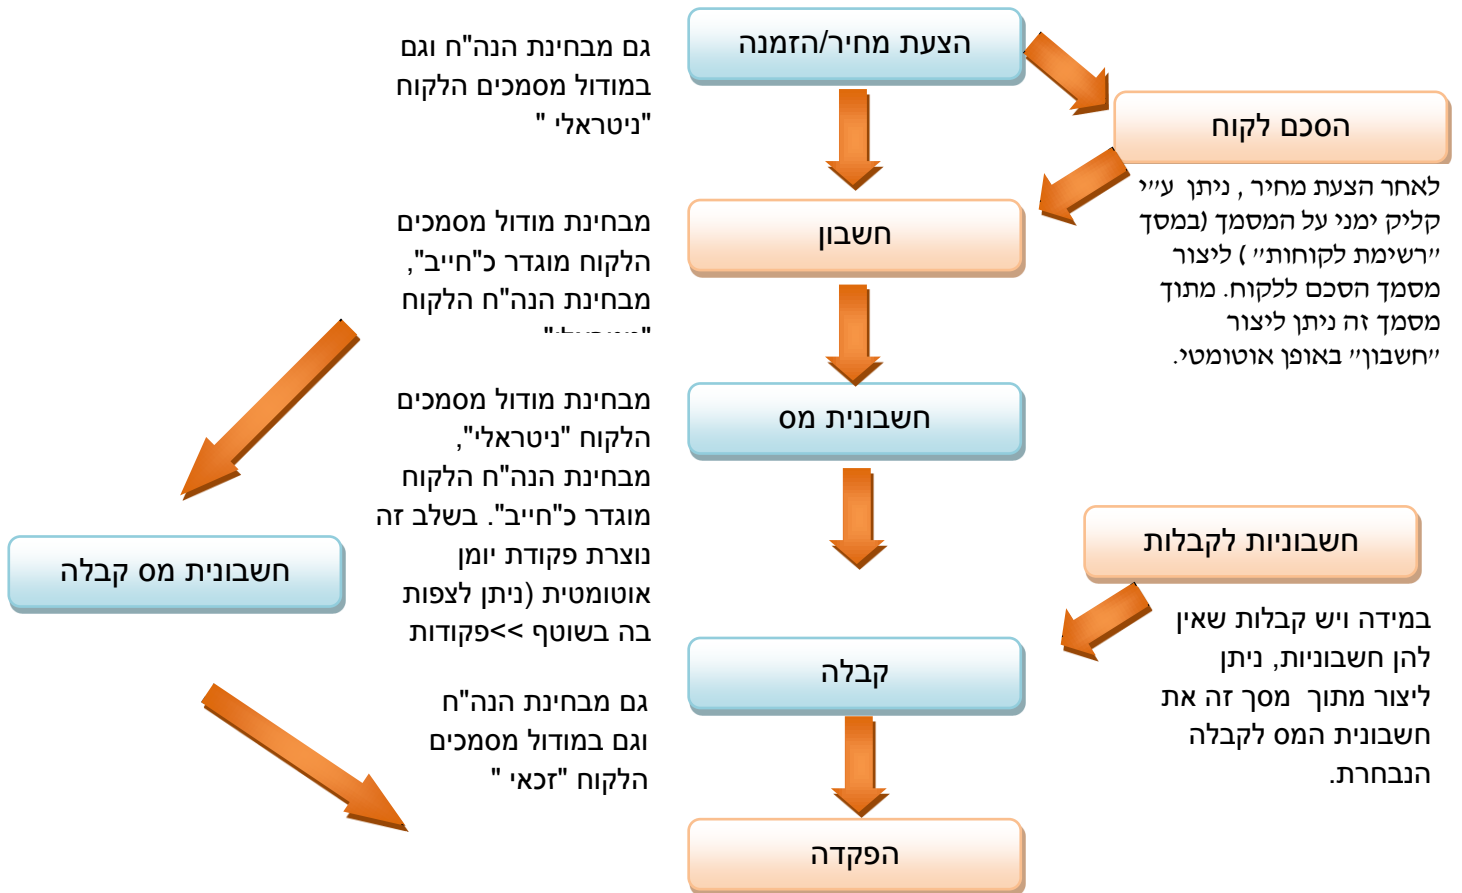 הצעת מחיר/הזמנה
גם מבחינת הנה"ח וגם
במודול מסמכים הלקוח
"ניטראלי "
הסכם לקוח
לאחר הצעת מחיר , ניתן ע״י
קליק ימני על המסמך (במסך
״רשימת לקוחות״ ) ליצור
מסמך הסכם ללקוח. מתוך
מסמך זה ניתן ליצור
״חשבון״ באופן אוטומטי.
חשבון
מבחינת מודול מסמכים
הלקוח מוגדר כ"חייב",
מבחינת הנה"ח הלקוח
חשבונית מס
מבחינת מודול מסמכים
הלקוח "ניטראלי",
מבחינת הנה"ח הלקוח
מוגדר כ"חייב". בשלב זה
נוצרת פקודת יומן
אוטומטית (ניתן לצפות
בה בשוטף >>פקודות
חשבונית מס קבלה
חשבוניות לקבלות
במידה ויש קבלות שאין
להן חשבוניות, ניתן
ליצור מתוך מסך זה את
חשבונית המס לקבלה
הנבחרת.
קבלה
גם מבחינת הנה"ח
וגם במודול מסמכים
הלקוח "זכאי "
הפקדה